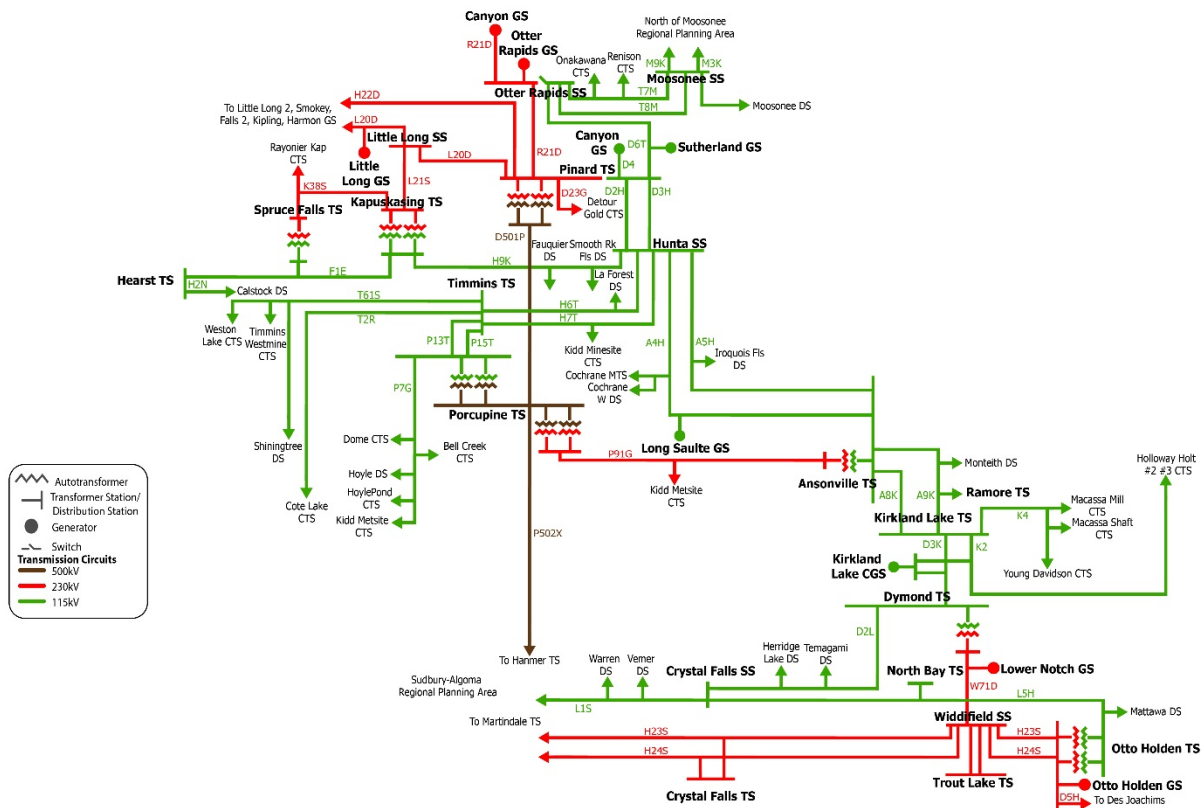 Canyon GS
Otter
Rapids GS
R21D
North of Moosonee
Regional Planning Area
Onakawana
CTS
Renison
CTS
M9K
M3K
Moosonee SS
Otter Rapids SS
T7M
T8M
Moosonee DS
H22D
To Little Long 2, Smokey,
Falls 2, Kipling, Harmon GS
L20D
Little Long SS
Rayonier Kap
CTS
Little
Long GS
L20D
R21D
Canyon
GS
D6T
Sutherland GS
D4
Pinard TS
L21S
K38S
D23G
D2H
D3H
Detour
Gold CTS
Spruce Falls TS
Kapuskasing TS
D501P
Fauquier
DS
Smooth Rk
Fls DS
Hunta SS
H9K
La Forest
DS
Hearst TS
F1E
H2N
Calstock DS
Timmins TS
T61S
H6T
T2R
H7T
Weston
Lake CTS
Timmins
Westmine
CTS
P13T
P15T
Kidd Minesite
CTS
A4H
A5H
Iroquois Fls
DS
Cochrane MTS
Cochrane
W DS
P7G
Porcupine TS
Dome CTS
Bell Creek
CTS
Long Saulte GS
Shiningtree
DS
Hoyle DS
HoylePond
CTS
Kidd Metsite
CTS
P91G
Kidd Metsite
CTS
Ansonville TS
Monteith DS
Holloway Holt
#2 #3 CTS
A8K
A9K
Ramore TS
Cote Lake
CTS
Kirkland Lake TS
Macassa Mill
CTS
K4
Macassa Shaft
CTS
P502X
D3K
K2
Kirkland
Lake CGS
Young Davidson CTS
Dymond TS
D2L
Autotransformer
Transformer Station/
Distribution Station
Generator
Switch
Transmission Circuits
500kV
230kV
115kV
To Hanmer TS
Sudbury-Algoma
Regional Planning Area
Warren
DS
Verner
DS
Crystal Falls SS
Herridge
Lake DS
Temagami
DS
North Bay TS
Lower Notch GS
W71D
L1S
L5H
Mattawa DS
To Martindale TS
Widdifield SS
H23S
H23S
H24S
H24S
Otto Holden TS
Crystal Falls TS
Trout Lake TS
Otto Holden GS
D5H
To Des Joachims